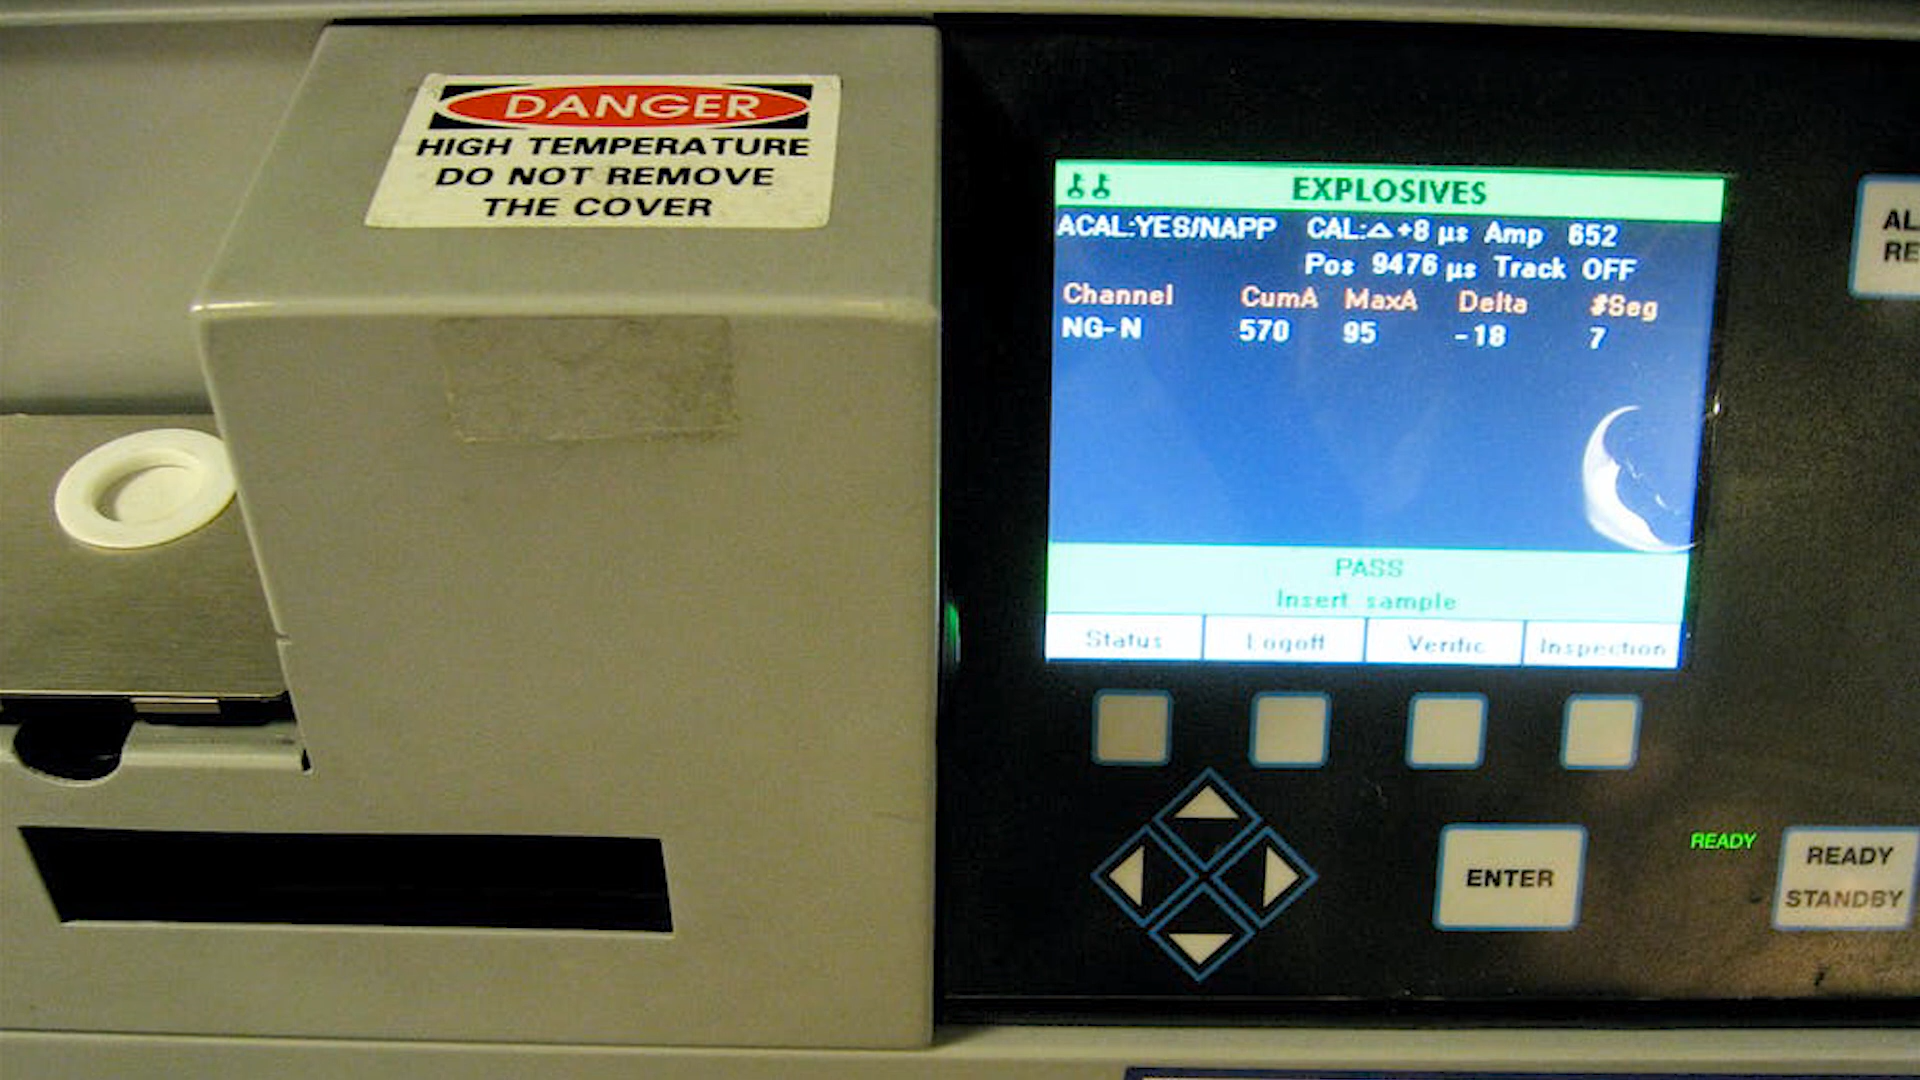 DANGER
HIGH TEMPERATURE
DO NOT REMOVE
THE COVER
EXPLOSIVES
ACAL:YES/NAPP CAL:△+8 µs Amp 652
Pos 9476 µs Track OFF
Channel CumA MaxA Delta #Seg
NG-N 570 95 -18 7
PASS
Insert sample
Status Logoff Verific Inspection
AL
RE
ENTER
READY
READY
STANDBY